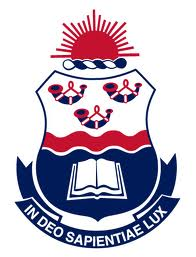 IN DEO SAPIENTIAE LUX